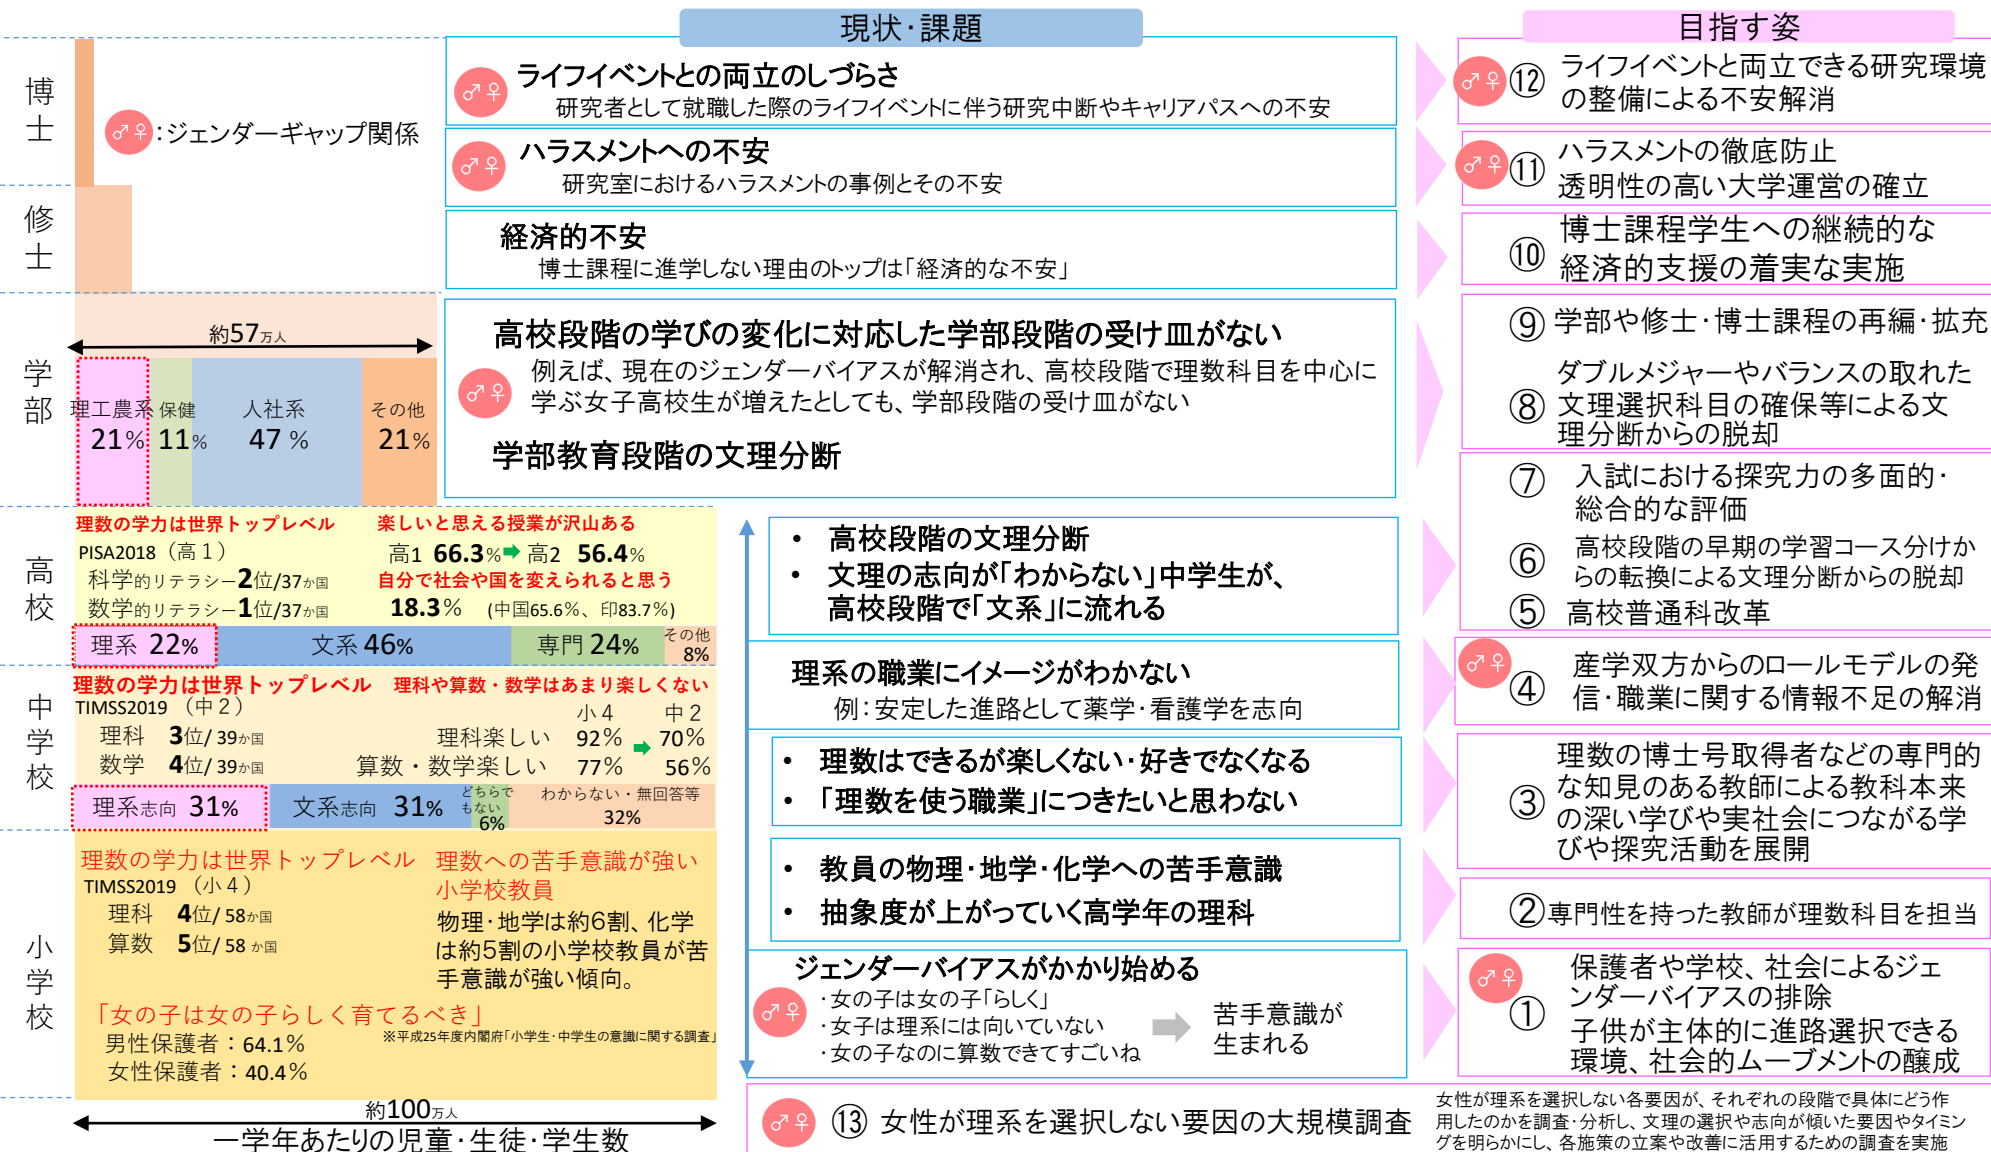 現状･課題
目指す姿
博士
♂♀:ジェンダーギャップ関係
修士
学部
約57万人
理工農系
21%
保健
11%
人社系
47 %
その他
21%
ライフイベントとの両立のしづらさ
研究者として就職した際のライフイベントに伴う研究中断やキャリアパスへの不安
ハラスメントへの不安
研究室におけるハラスメントの事例とその不安
経済的不安
博士課程に進学しない理由のトップは「経済的な不安」
高校段階の学びの変化に対応した学部段階の受け皿がない
例えば、現在のジェンダーバイアスが解消され、高校段階で理数科目を中心に
学ぶ女子高校生が増えたとしても、学部段階の受け皿がない
学部教育段階の文理分断
♂♀
♂♀
♂♀
♂♀ ⑫ ライフイベントと両立できる研究環境
の整備による不安解消
♂♀ ⑪ ハラスメントの徹底防止
透明性の高い大学運営の確立
⑩ 博士課程学生への継続的な
経済的支援の着実な実施
⑨ 学部や修士･博士課程の再編･拡充
⑧ ダブルメジャーやバランスの取れた
文理選択科目の確保等による文
理分断からの脱却
⑦ 入試における探究力の多面的･
総合的な評価
⑥ 高校段階の早期の学習コース分けか
らの転換による文理分断からの脱却
⑤ 高校普通科改革
高校
理数の学力は世界トップレベル
PISA2018（高１）
科学的リテラシー2位/37か国
数学的リテラシー1位/37か国
楽しいと思える授業が沢山ある
高1 66.3%➡高2 56.4%
自分で社会や国を変えられると思う
18.3% (中国65.6%、印83.7%)
理系 22%
文系 46%
専門 24%
その他
8%
・ 高校段階の文理分断
・ 文理の志向が「わからない」中学生が、
高校段階で「文系」に流れる
理系の職業にイメージがわかない
例：安定した進路として薬学･看護学を志向
♂♀ ④ 産学双方からのロールモデルの発
信･職業に関する情報不足の解消
中学校
理数の学力は世界トップレベル
TIMSS2019 （中２）
理科 3位/ 39か国
数学 4位/ 39か国
理科や算数・数学はあまり楽しくない
小４ 中２
理科楽しい 92% ➡ 70%
算数・数学楽しい 77% 56%
理系志向 31%
文系志向 31%
どちらで
もない
6%
わからない・無回答等
32%
・ 理数はできるが楽しくない･好きでなくなる
・ 「理数を使う職業」につきたいと思わない
③ 理数の博士号取得者などの専門的
な知見のある教師による教科本来
の深い学びや実社会につながる学
びや探究活動を展開
小学校
理数の学力は世界トップレベル
TIMSS2019 （小４）
理科 4位/ 58か国
算数 5位/ 58 か国
理数への苦手意識が強い
小学校教員
物理･地学は約6割、化学
は約5割の小学校教員が苦
手意識が強い傾向。
「女の子は女の子らしく育てるべき」
男性保護者：64.1%
女性保護者：40.4%
※平成25年度内閣府「小学生･中学生の意識に関する調査」
・ 教員の物理･地学･化学への苦手意識
・ 抽象度が上がっていく高学年の理科
② 専門性を持った教師が理数科目を担当
ジェンダーバイアスがかかり始める
♂♀
･女の子は女の子「らしく」
･女子は理系には向いていない
･女の子なのに算数できてすごいね
苦手意識が
生まれる
♂♀ ① 保護者や学校、社会によるジェ
ンダーバイアスの排除
子供が主体的に進路選択できる
環境、社会的ムーブメントの醸成
約100万人
一学年あたりの児童･生徒･学生数
♂♀ ⑬ 女性が理系を選択しない要因の大規模調査
女性が理系を選択しない各要因が、それぞれの段階で具体にどう作
用したのかを調査･分析し、文理の選択や志向が傾いた要因やタイミン
グを明らかにし、各施策の立案や改善に活用するための調査を実施